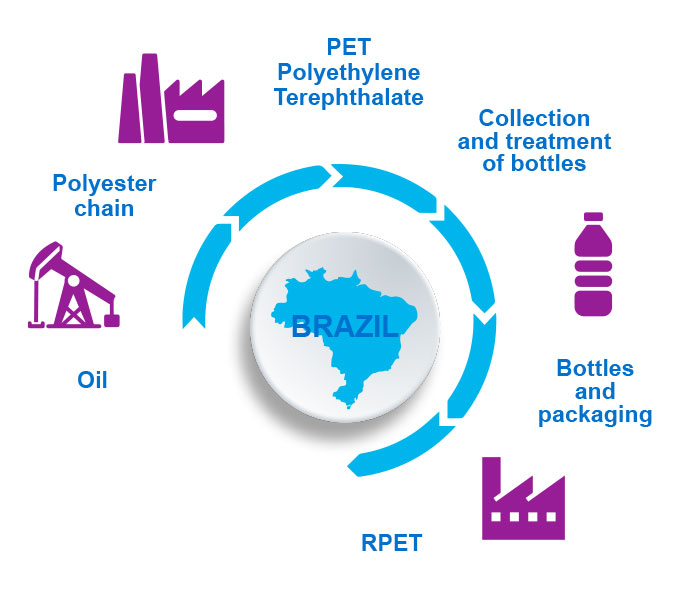 PET
Polyethylene
Terephthalate
Collection
and treatment
of bottles
Polyester
chain
BRAZIL
Oil
Bottles
and
packaging
RPET